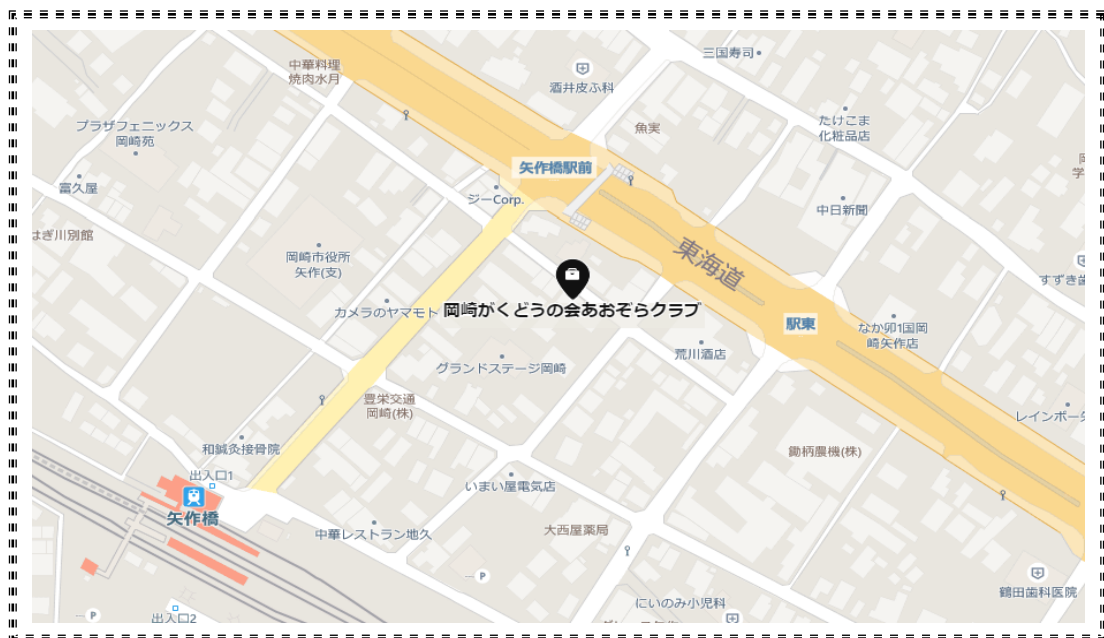 三国寿司
中華料理
焼肉水月
酒井皮ふ科
たけこま
化粧品店
プラザフェニックス
岡崎苑
魚実
矢作橋駅前
富久屋
ジーCorp.
中日新聞
はぎ川別館
岡崎市役所
矢作(支)
東海道
すずき歯
カメラのヤマモト
岡崎がくどうの会あおぞらクラブ
駅東
なか卯1国岡
崎矢作店
荒川酒店
グランドステージ岡崎
豊栄交通
岡崎(株)
レインボー
和誠灸接骨院
鋤柄農機(株)
出入口1
いまい屋電気店
矢作橋
中華レストラン地久
大西屋薬局
P
鶴田歯科医院
にいのみ小児科
P
出入口2